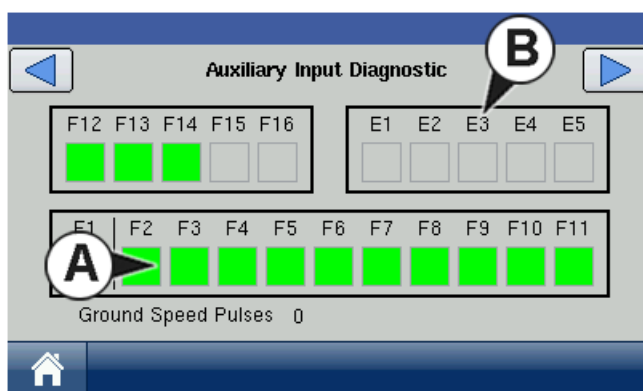 B
Auxiliary Input Diagnostic
F12 F13 F14 F15 F16
E1 E2 E3 E4 E5
F1 F2 F3 F4 F5 F6 F7 F8 F9 F10 F11
A
Ground Speed Pulses 0